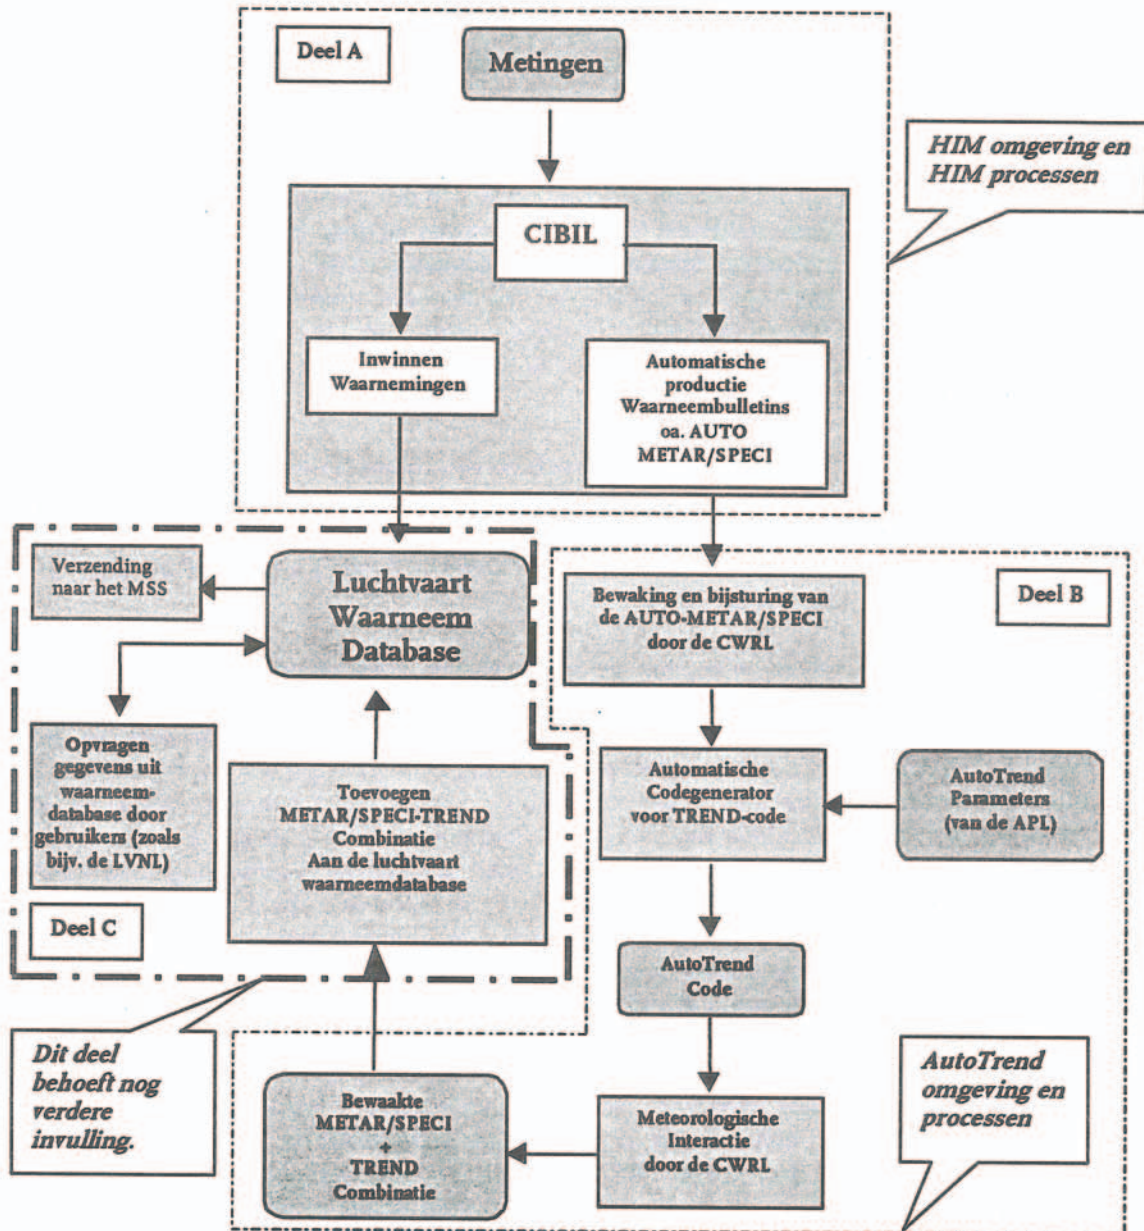 Deel A
Metingen
HIM omgeving en
HIM processen
CIBIL
Inwinnen
Waarnemingen
Automatische
productie
Waarneembulletins
oa. AUTO
METAR/SPECI
Verzending
naar het MSS
Luchtvaart
Waarneem
Database
Bewaking en bijsturing van
de AUTO-METAR/SPECI
door de CWRL
Deel B
Opvragen
gegevens uit
waarneem-
database door
gebruikers (zoals
bijv. de LVNL)
Toevoegen
METAR/SPECI-TREND
Combinatie
Aan de luchtvaart
waarneemdatabase
Automatische
Codegenerator
voor TREND-code
AutoTrend
Parameters
(van de APL)
Deel C
AutoTrend
Code
Dit deel
behoeft nog
verdere
invulling.
Bewaakte
METAR/SPECI
+
TREND
Combinatie
Meteorologische
Interactie
door de CWRL
AutoTrend
omgeving en
processen